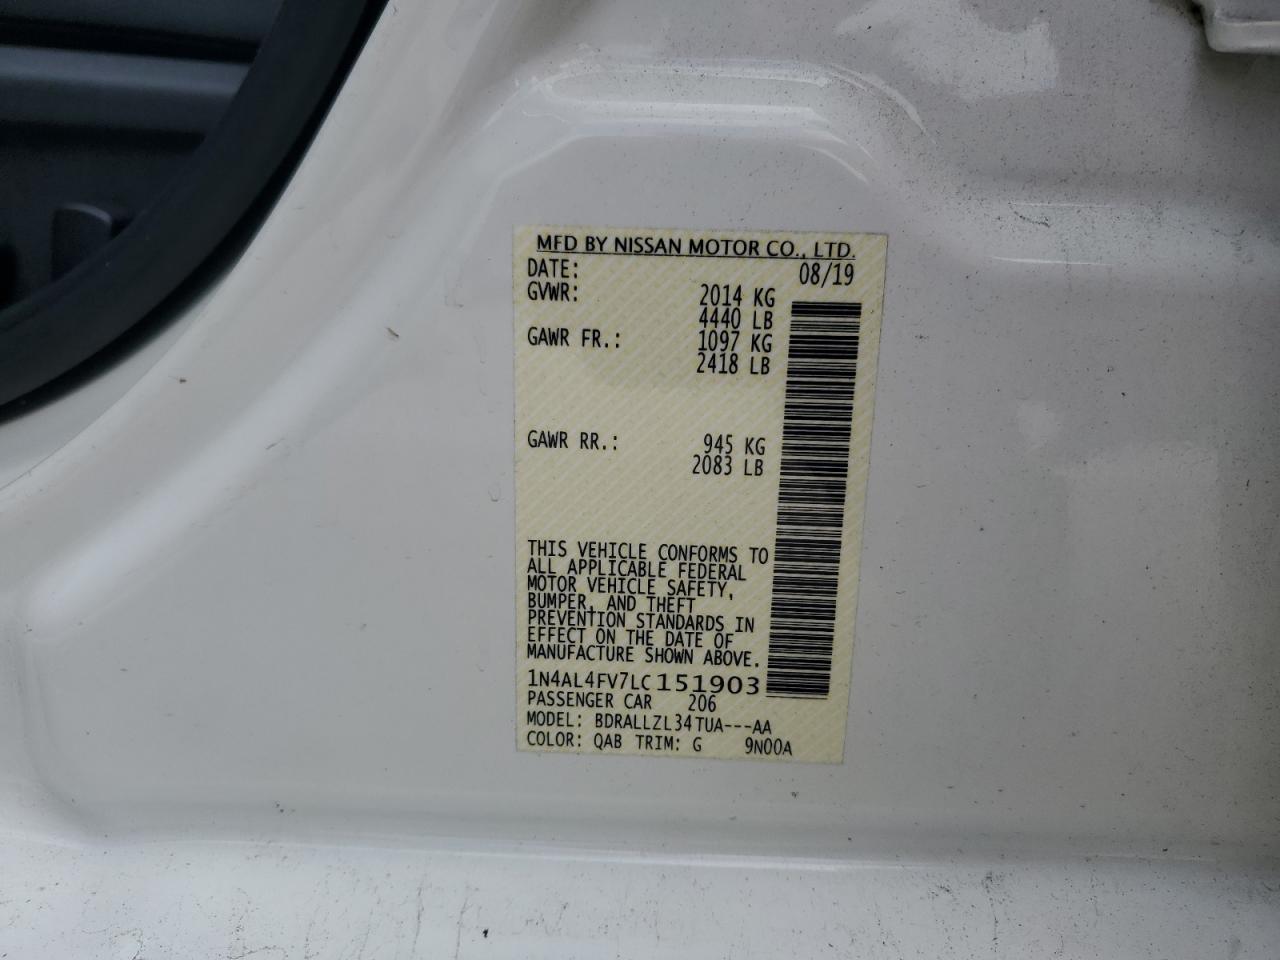 MFD BY NISSAN MOTOR CO., LTD.
DATE: 08/19
GVWR: 2014 KG
4440 LB
GAWR FR.: 1097 KG
2418 LB
GAWR RR.: 945 KG
2083 LB
THIS VEHICLE CONFORMS TO
ALL APPLICABLE FEDERAL
MOTOR VEHICLE SAFETY,
BUMPER, AND THEFT
PREVENTION STANDARDS IN
EFFECT ON THE DATE OF
MANUFACTURE SHOWN ABOVE.
1N4AL4FV7LC151903
PASSENGER CAR 206
MODEL: BDRALLZL34TUA---AA
COLOR: QAB TRIM: G 9N00A